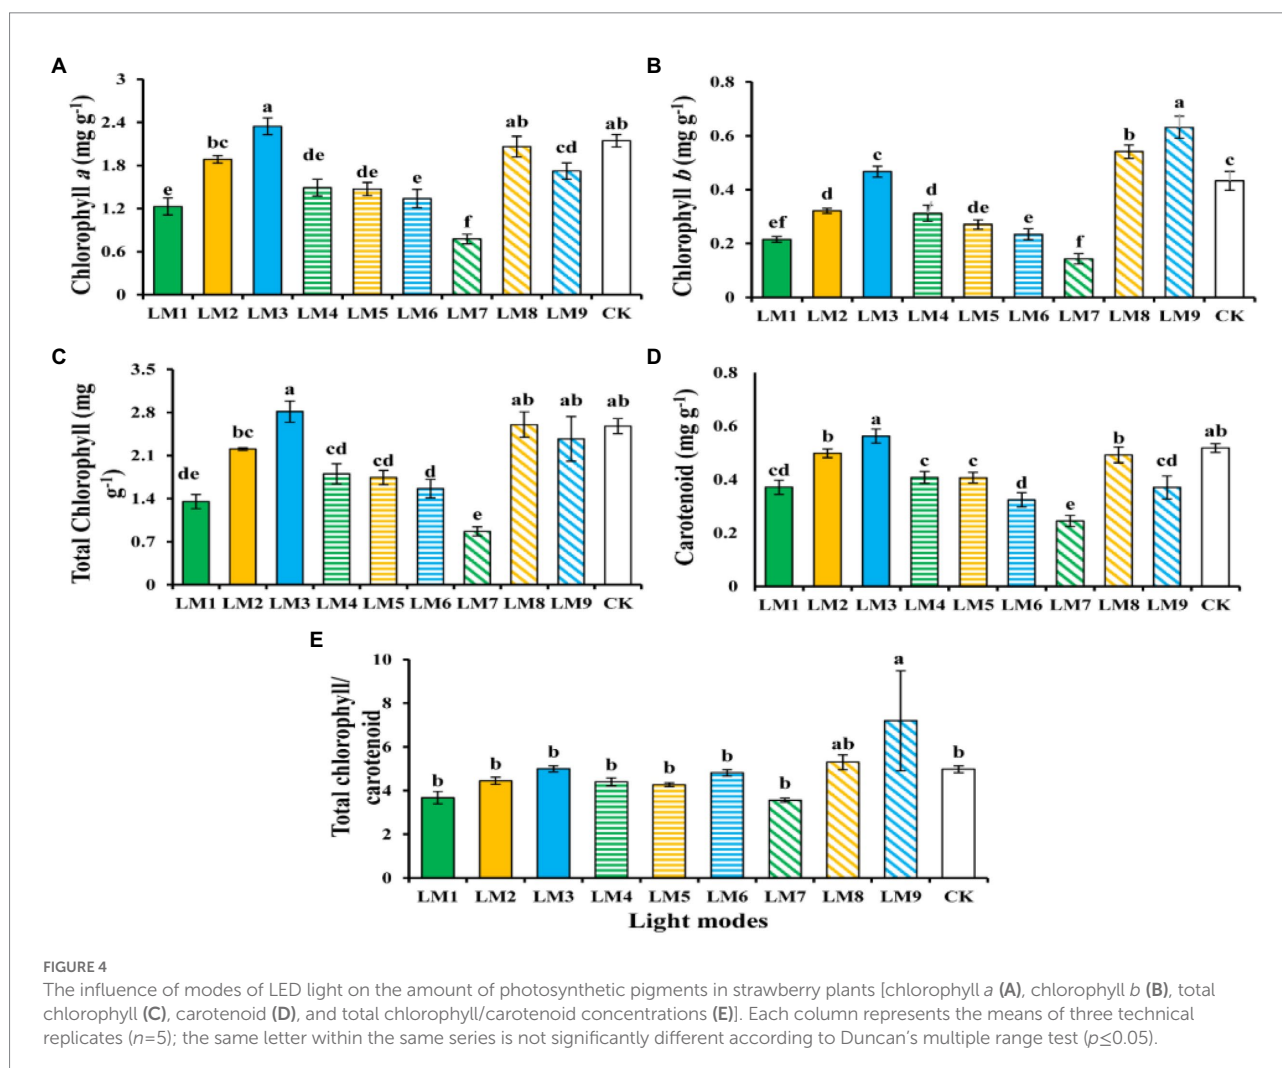 A
Chlorophyll a (mg g-1)
3
2.4
1.8
1.2
0.6
0
e
bc
a
de
de
e
f
ab
cd
ab
LM1 LM2 LM3 LM4 LM5 LM6 LM7 LM8 LM9 CK
B
Chlorophyll b (mg g-1)
0.8
0.6
0.4
0.2
0
ef
d
c
d
de
e
f
b
a
c
LM1 LM2 LM3 LM4 LM5 LM6 LM7 LM8 LM9 CK
C
Total Chlorophyll (mg
g-1)
3.5
2.8
2.1
1.4
0.7
0
de
bc
a
cd
cd
d
e
ab
ab
ab
LM1 LM2 LM3 LM4 LM5 LM6 LM7 LM8 LM9 CK
D
Carotenoid (mg g-1)
0.8
0.6
0.4
0.2
0
cd
b
a
c
c
d
e
b
cd
ab
LM1 LM2 LM3 LM4 LM5 LM6 LM7 LM8 LM9 CK
E
Total chlorophyll/
carotenoid
10
8
6
4
2
0
b
b
b
b
b
b
b
ab
a
b
LM1 LM2 LM3 LM4 LM5 LM6 LM7 LM8 LM9 CK
Light modes
FIGURE 4
The influence of modes of LED light on the amount of photosynthetic pigments in strawberry plants [chlorophyll a (A), chlorophyll b (B), total
chlorophyll (C), carotenoid (D), and total chlorophyll/carotenoid concentrations (E)]. Each column represents the means of three technical
replicates (n=5); the same letter within the same series is not significantly different according to Duncan's multiple range test (p≤0.05).